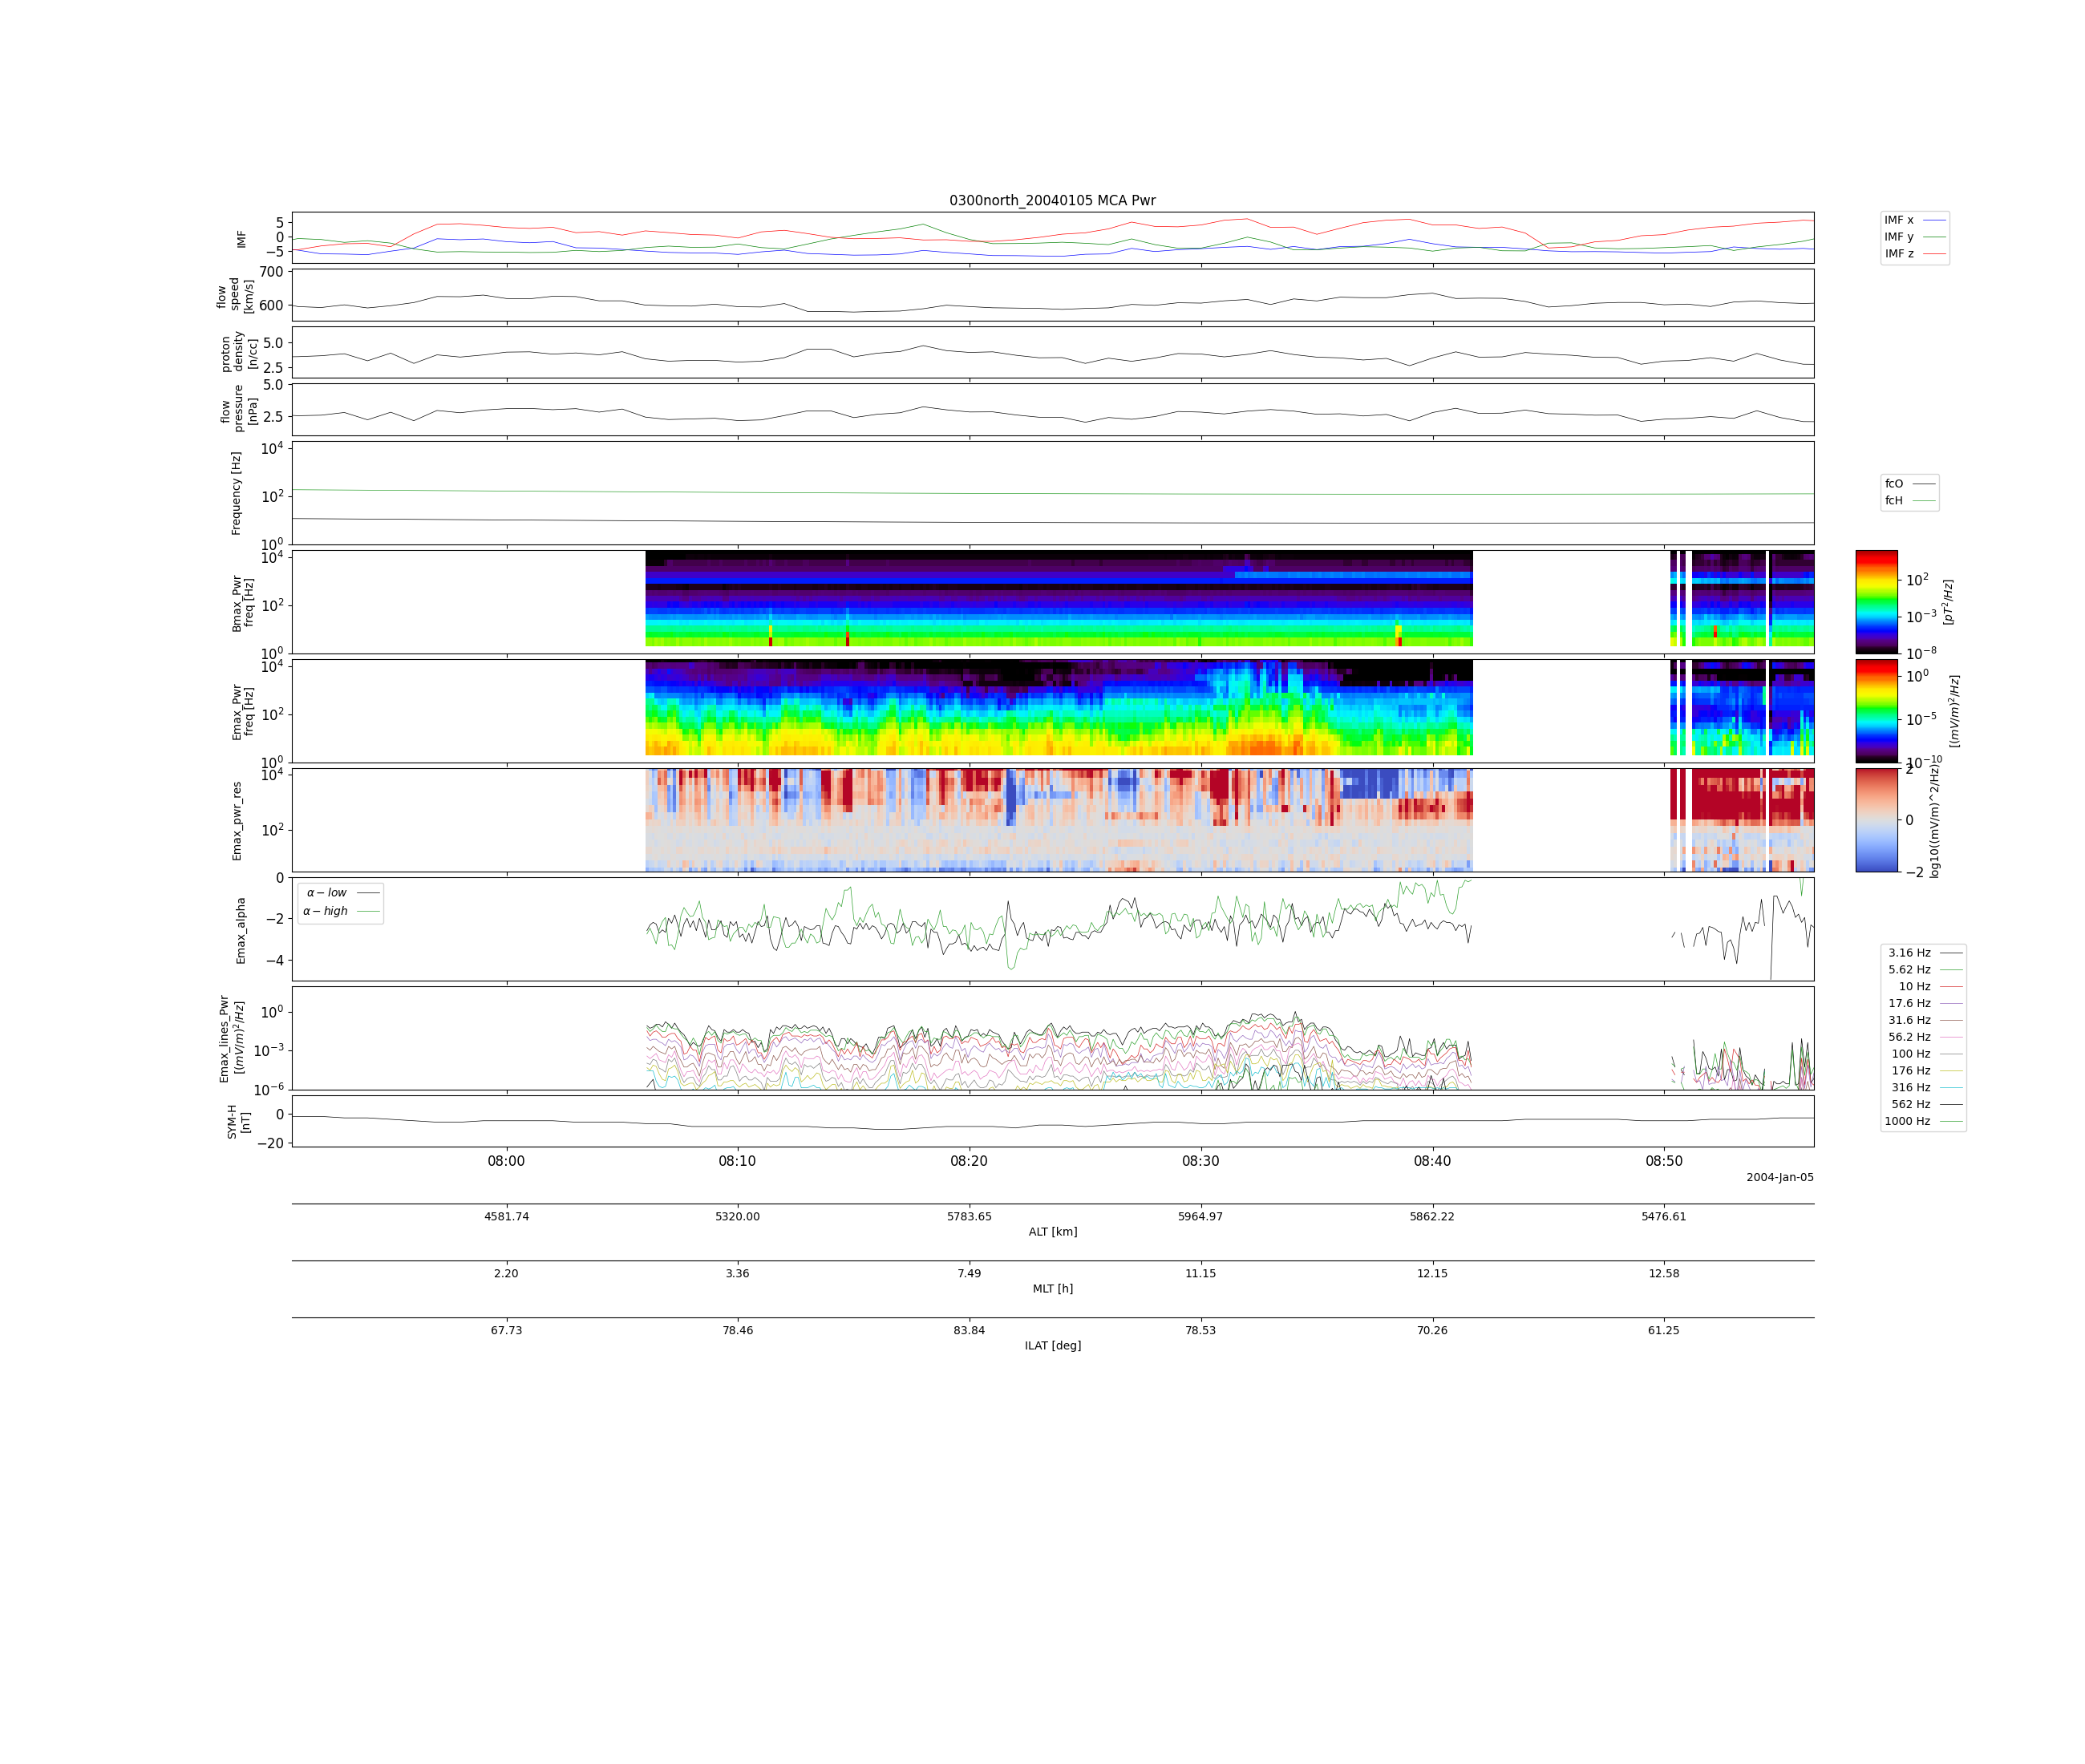 0300north_20040105 MCA Pwr
5
0
−5
IMF
IMF x
IMF y
IMF z
700
600
flow
speed
[km/s]
5.0
2.5
proton
density
[n/cc]
5.0
2.5
flow
pressure
[nPa]
10^4
10^2
10^0
Frequency [Hz]
fcO
fcH
10^4
10^2
10^0
Bmax_Pwr
freq [Hz]
10^2
10^−3
10^−8
[pT^2/Hz]
10^4
10^2
10^0
Emax_Pwr
freq [Hz]
10^0
10^−5
10^−10
[(mV/m)^2/Hz]
10^4
10^2
Emax_pwr_res
2
0
−2
log10((mV/m)^2/Hz)
0
−2
−4
Emax_alpha
α − low
α − high
10^0
10^−3
10^−6
Emax_lines_Pwr
[(mV/m)^2/Hz]
3.16 Hz
5.62 Hz
10 Hz
17.6 Hz
31.6 Hz
56.2 Hz
100 Hz
176 Hz
316 Hz
562 Hz
1000 Hz
0
−20
SYM-H
[nT]
08:00 08:10 08:20 08:30 08:40 08:50
2004-Jan-05
4581.74 5320.00 5783.65 5964.97 5862.22 5476.61
ALT [km]
2.20 3.36 7.49 11.15 12.15 12.58
MLT [h]
67.73 78.46 83.84 78.53 70.26 61.25
ILAT [deg]